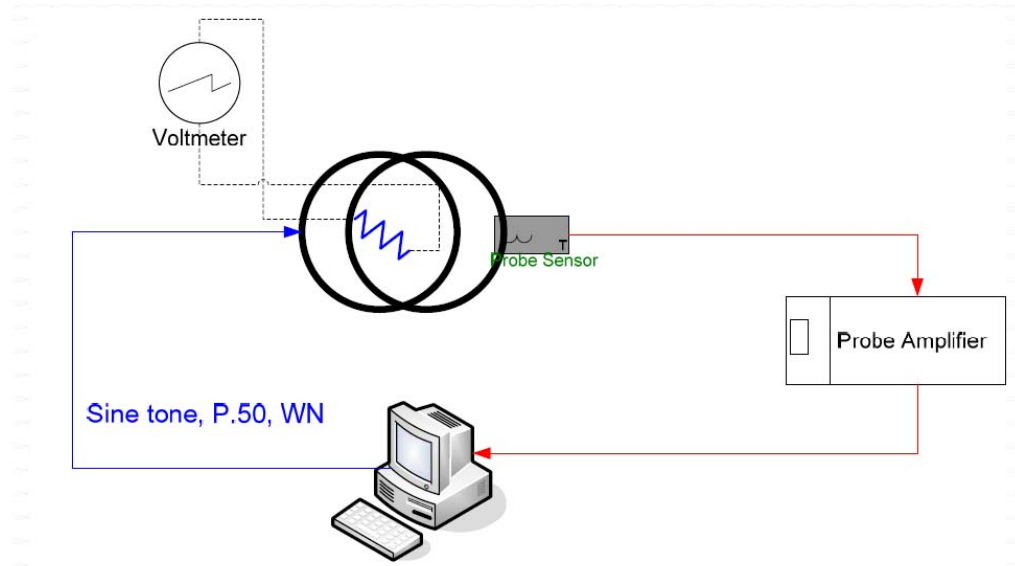 Voltmeter
T
Probe Sensor
Probe Amplifier
Sine tone, P.50, WN